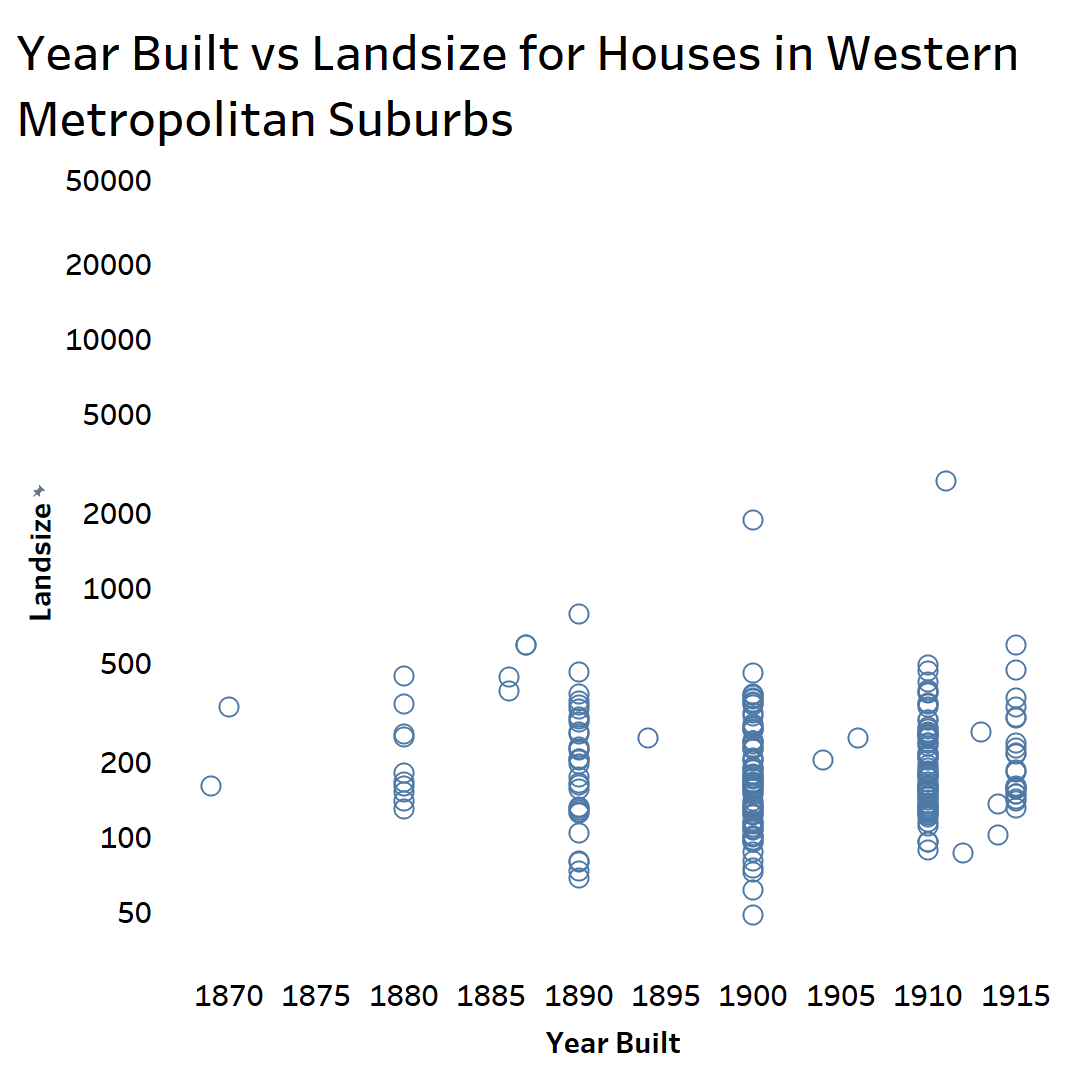 Year Built vs Landsize for Houses in Western
Metropolitan Suburbs
50000
20000
10000
5000
2000
1000
500
200
100
50
Landsize
1870 1875 1880 1885 1890 1895 1900 1905 1910 1915
Year Built